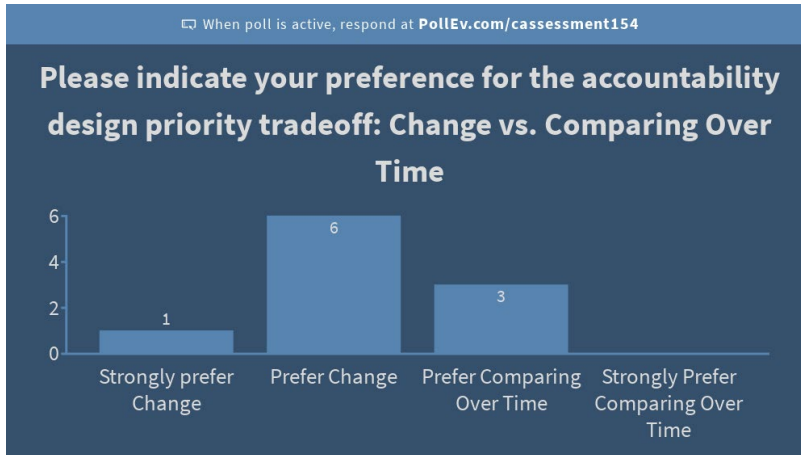 When poll is active, respond at PollEv.com/cassessment154
Please indicate your preference for the accountability
design priority tradeoff: Change vs. Comparing Over
Time
6
4
2
0
1
6
3
Strongly prefer
Change
Prefer Change
Prefer Comparing
Over Time
Strongly Prefer
Comparing Over
Time